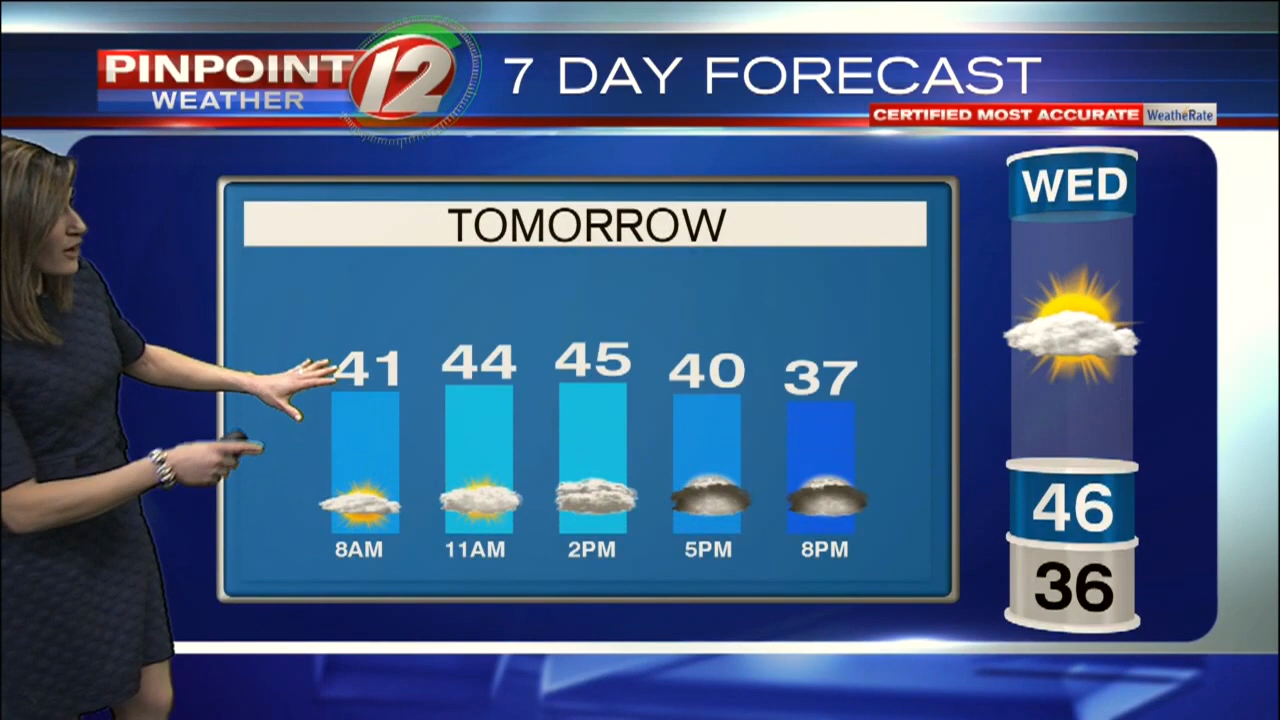 PINPOINT 12
WEATHER
7 DAY FORECAST
CERTIFIED MOST ACCURATE WeatheRate
WED
TOMORROW
41 44 45 40 37
8AM 11AM 2PM 5PM 8PM
46
36